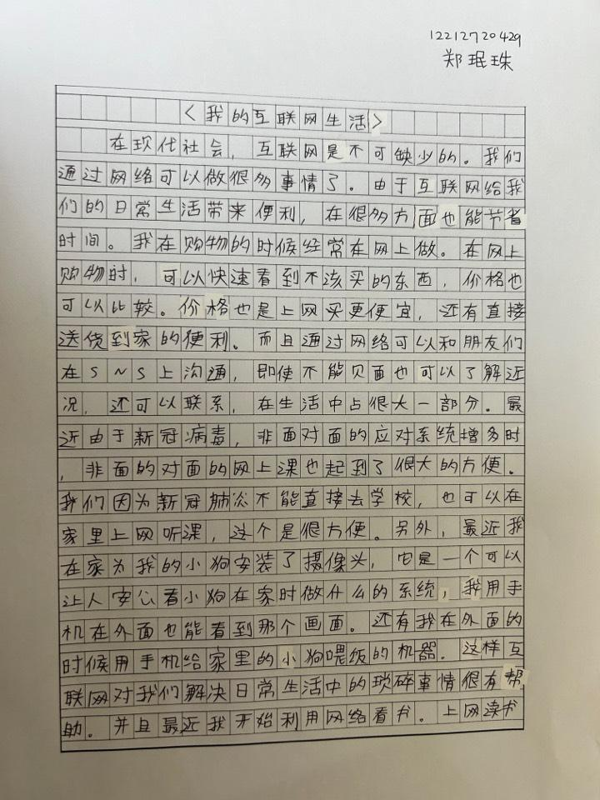 12212720429
郑珉珠
〈我的互联网生活〉
在现代社会，互联网是不可缺少的。我们
通过网络可以做很多事情了。由于互联网给我
们的日常生活带来便利，在很多方面也能节省
时间。我在购物的时候经常在网上做。在网上
购物时，可以快速看到不该买的东西，价格也
可以比较。价格也是上网买更便宜，还有直接
送货到家的便利。而且通过网络可以和朋友们
在SNS上沟通，即使不能见面也可以了解近
况，还可以联系，在生活中占很大一部分。最
近由于新冠病毒，非面对面的应对系统增多时
，非面的对面的网上课也起到了很大的方便。
我们因为新冠肺炎不能直接去学校，也可以在
家里上网听课，这个是很方便。另外，最近我
在家为我的小狗安装了摄像头，它是一个可以
让人安心看小狗在家时做什么的系统，我用手
机在外面也能看到那个画面。还有我在外面的
时候用手机给家里的小狗喂饭的机器。这样互
联网对我们解决日常生活中的琐碎事情很有帮
助。并且最近我开始利用网络看书。上网读书